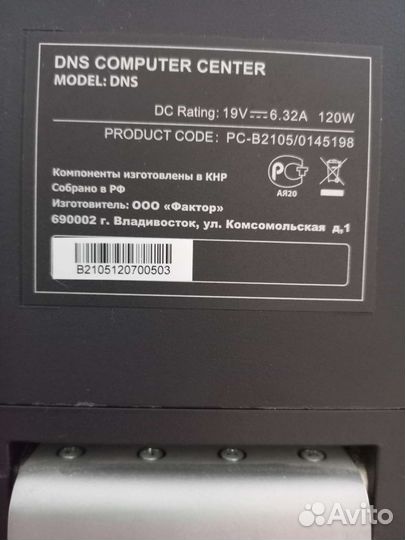 DNS COMPUTER CENTER
MODEL: DNS
DC Rating: 19V 6.32A 120W
PRODUCT CODE: PC-B2105/0145198
Компоненты изготовлены в КНР
Собрано в РФ
Изготовитель: ООО «Фактор»
690002 г. Владивосток, ул. Комсомольская д,1
РСТ
АЯ20
B2105120700503
Avito